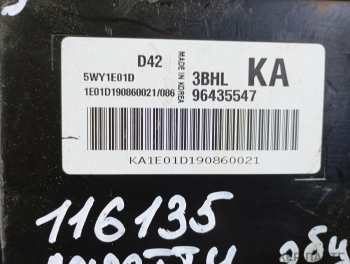 D42
5WY1E01D
1E01D190860021/086
MADE IN KOREA
3BHL KA
96435547
KA1E01D190860021
116135